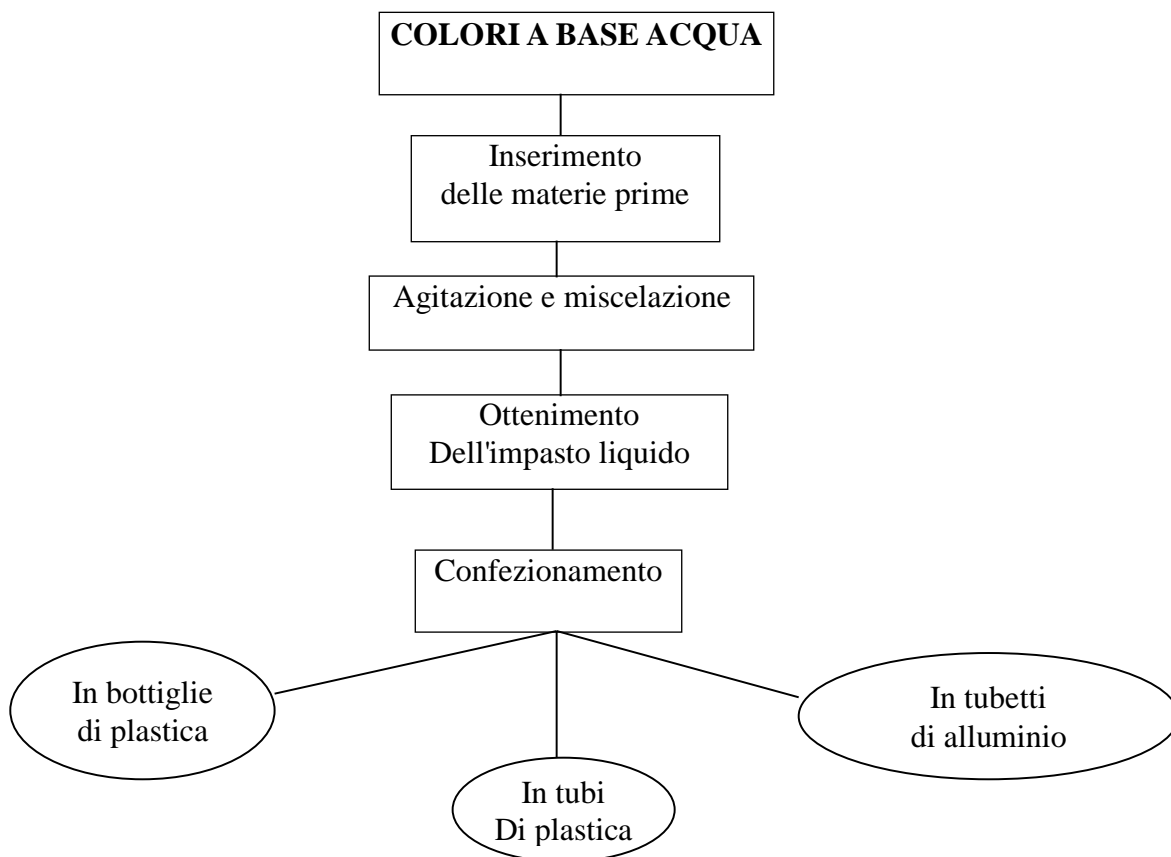 COLORI A BASE ACQUA
Inserimento
delle materie prime
Agitazione e miscelazione
Ottenimento
Dell'impasto liquido
Confezionamento
In bottiglie
di plastica
In tubi
Di plastica
In tubetti
di alluminio